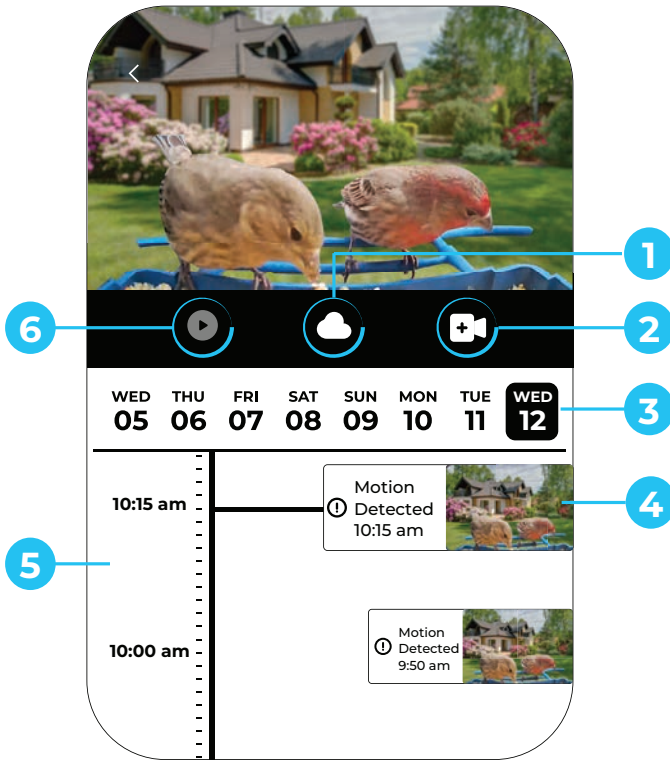 1
6
2
WED THU FRI SAT SUN MON TUE WED
05 06 07 08 09 10 11 12
3
Motion
Detected
10:15 am
4
10:15 am
5
10:00 am
Motion
Detected
9:50 am